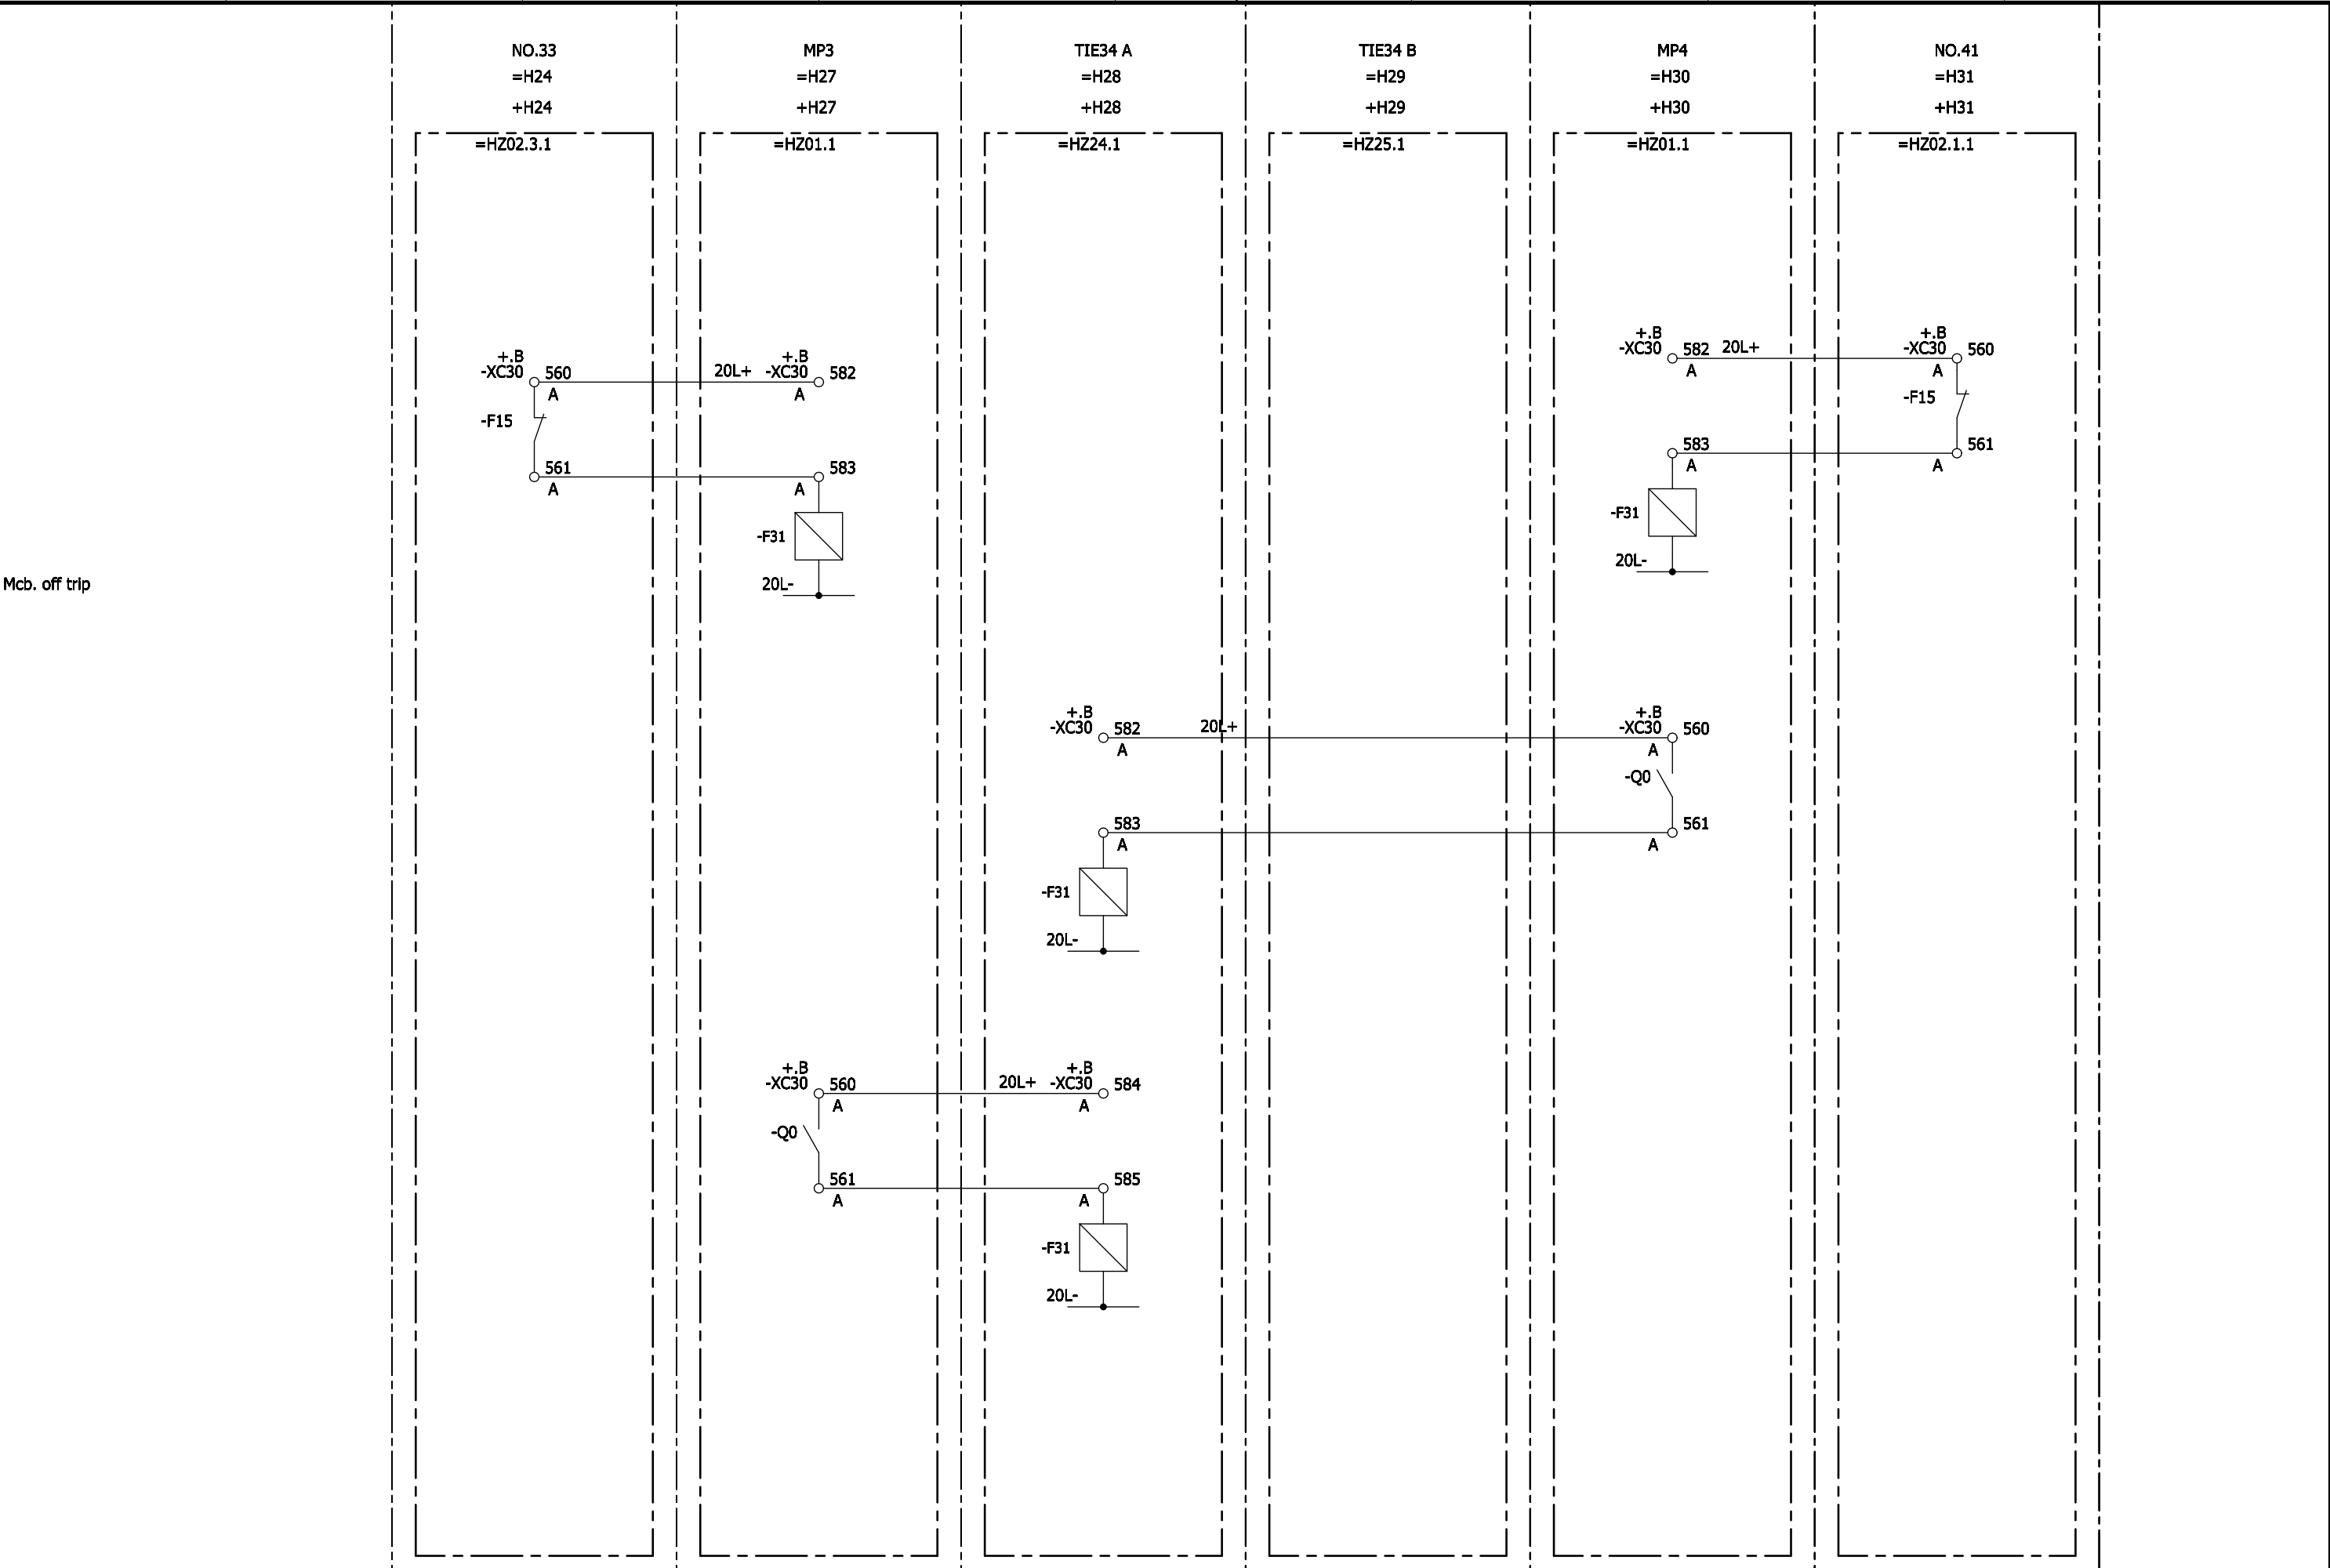 NO.33
=H24
+H24
=HZ02.3.1
MP3
=H27
+H27
=HZ01.1
TIE34 A
=H28
+H28
=HZ24.1
TIE34 B
=H29
+H29
=HZ25.1
MP4
=H30
+H30
=HZ01.1
NO.41
=H31
+H31
=HZ02.1.1
+.B
-XC30
582
20L+
A
+.B
-XC30
560
A
-F15
583
A
561
A
-F31
20L-
+.B
-XC30
560
A
20L+
+.B
-XC30
582
A
-F15
561
A
583
A
-F31
20L-
Mcb. off trip
+.B
-XC30
582
A
20L+
+.B
-XC30
560
A
-Q0
583
A
561
A
-F31
20L-
+.B
-XC30
560
A
20L+
+.B
-XC30
584
A
-Q0
561
A
585
A
-F31
20L-